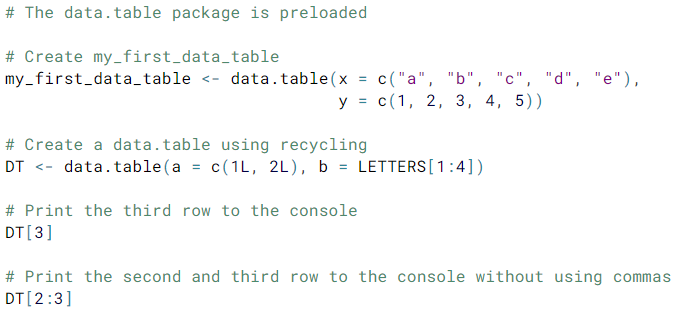 # The data.table package is preloaded
# Create my_first_data_table
my_first_data_table <- data.table(x = c("a", "b", "c", "d", "e"),
y = c(1, 2, 3, 4, 5))
# Create a data.table using recycling
DT <- data.table(a = c(1L, 2L), b = LETTERS[1:4])
# Print the third row to the console
DT[3]
# Print the second and third row to the console without using commas
DT[2:3]